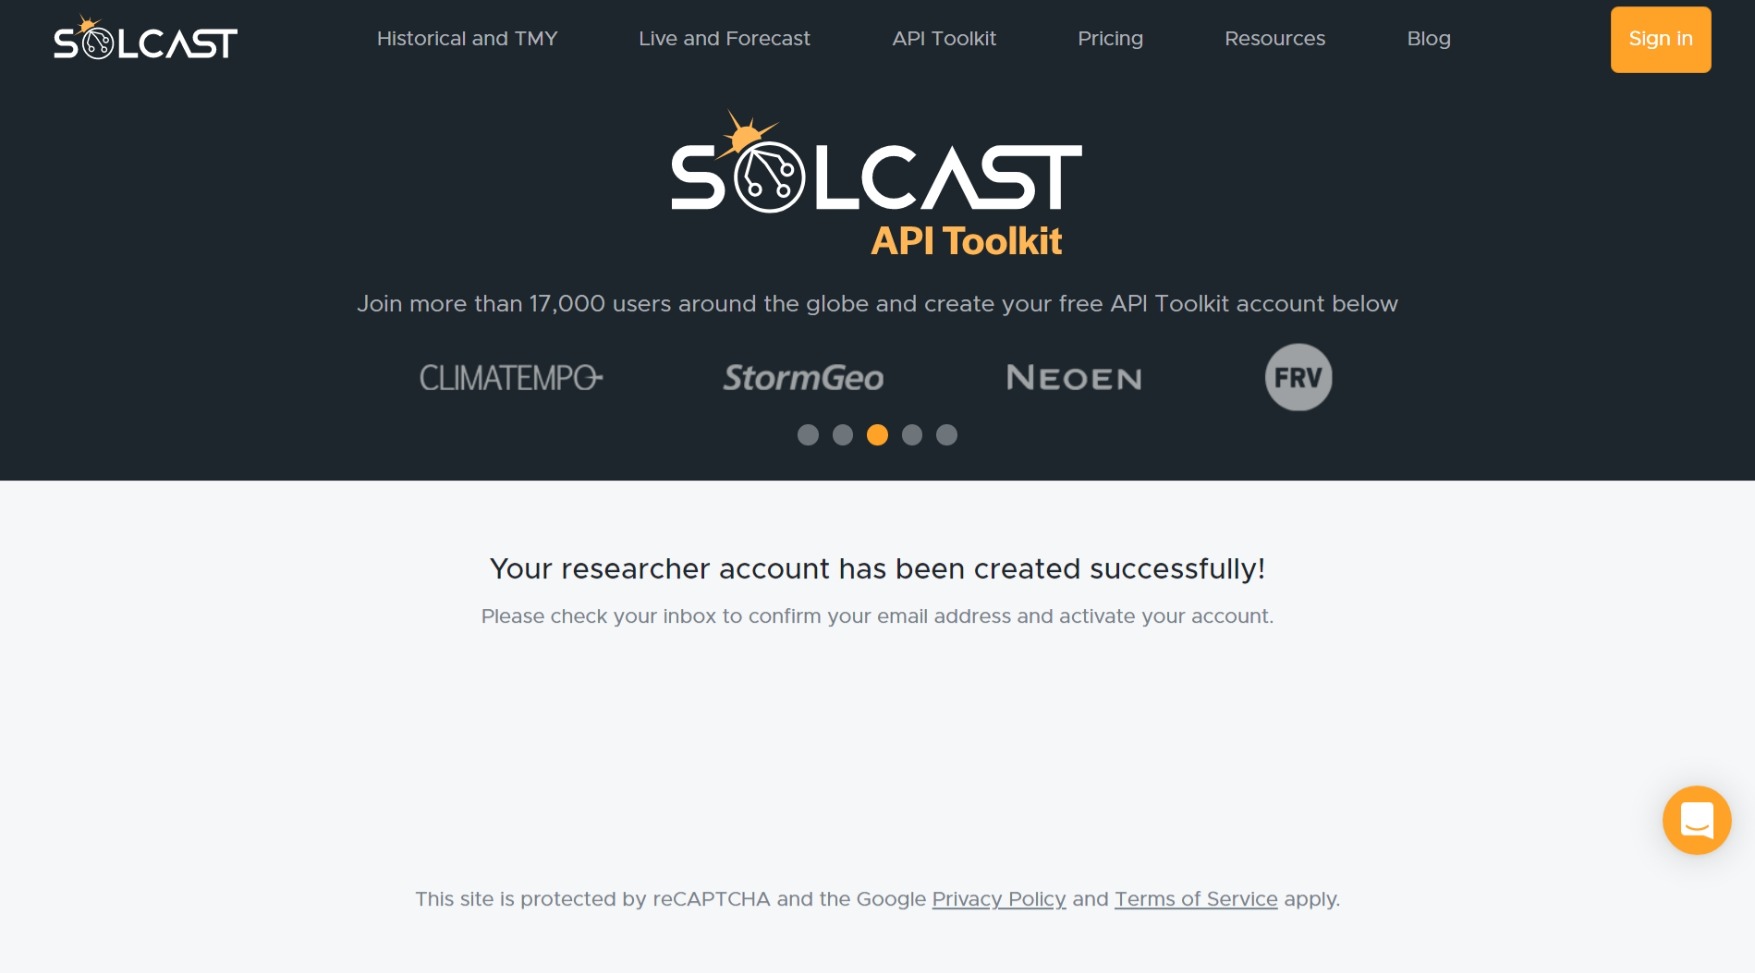 SOLCAST
Historical and TMY
Live and Forecast
API Toolkit
Pricing
Resources
Blog
Sign in
SOLCAST
API Toolkit
Join more than 17,000 users around the globe and create your free API Toolkit account below
CLIMATEMPO
StormGeo
NEOEN
FRV
Your researcher account has been created successfully!
Please check your inbox to confirm your email address and activate your account.
This site is protected by reCAPTCHA and the Google Privacy Policy and Terms of Service apply.